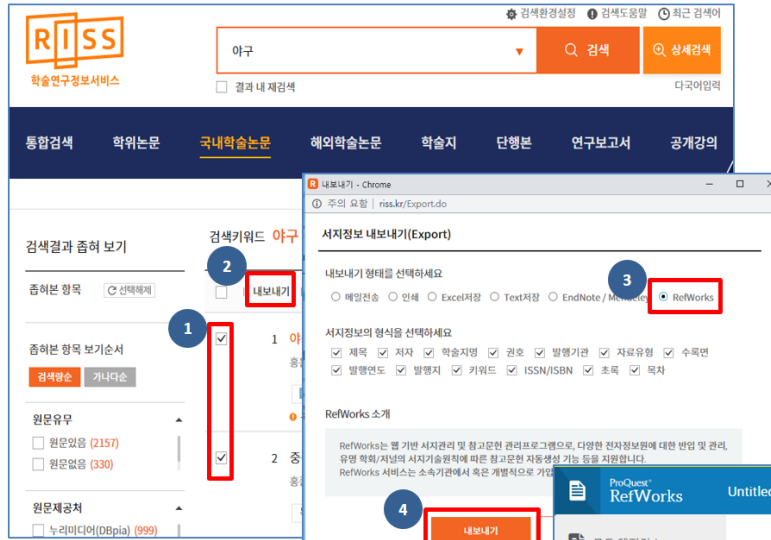 검색환경설정 검색도움말 최근 검색어
RISS
학술연구정보서비스
야구
검색
상세검색
결과 내 재검색
다국어입력
통합검색 학위논문 국내학술논문 해외학술논문 학술지 단행본 연구보고서 공개강의
검색결과 좁혀 보기
좁혀본 항목 선택해제
좁혀본 항목 보기순서
검색량순 가나다순
원문유무
원문있음 (2157)
원문없음 (330)
원문제공처
누리미디어(DBpia) (999)
검색키워드 야구
2
내보내기
1
1
2
내보내기 - Chrome
주의 요함 | riss.kr/Export.do
서지정보 내보내기(Export)
내보내기 형태를 선택하세요
3
메일전송 인쇄 Excel저장 Text저장 EndNote / Mendeley RefWorks
서지정보의 형식을 선택하세요
제목 저자 학술지명 권호 발행기관 자료유형 수록면
발행연도 발행지 키워드 ISSN/ISBN 초록 목차
RefWorks 소개
RefWorks는 웹 기반 서지관리 및 참고문헌 관리프로그램으로, 다양한 전자정보원에 대한 반입 및 관리,
유명 학회/저널의 서지기술원칙에 따른 참고문헌 자동생성 기능 등을 지원합니다.
RefWorks 서비스는 소속기관에서 혹은 개별적으로 가입
4
내보내기
ProQuest
RefWorks
Untitled